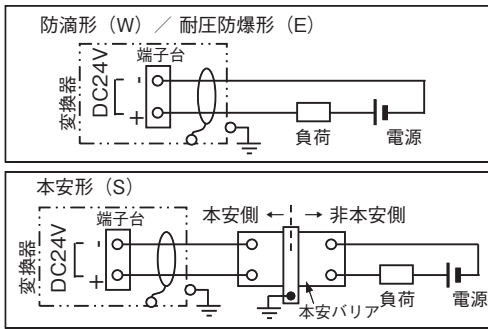 防滴形（W）／ 耐圧防爆形（E）
端子台
変換器
DC24V
-
+
負荷
電源
本安形（S）
本安側 ← → 非本安側
端子台
変換器
DC24V
-
+
本安バリア
負荷
電源